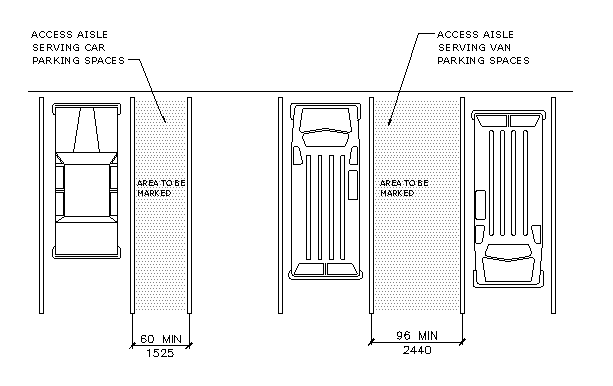 ACCESS AISLE
SERVING CAR
PARKING SPACES
ACCESS AISLE
SERVING VAN
PARKING SPACES
AREA TO BE
MARKED
AREA TO BE
MARKED
60 MIN
1525
96 MIN
2440